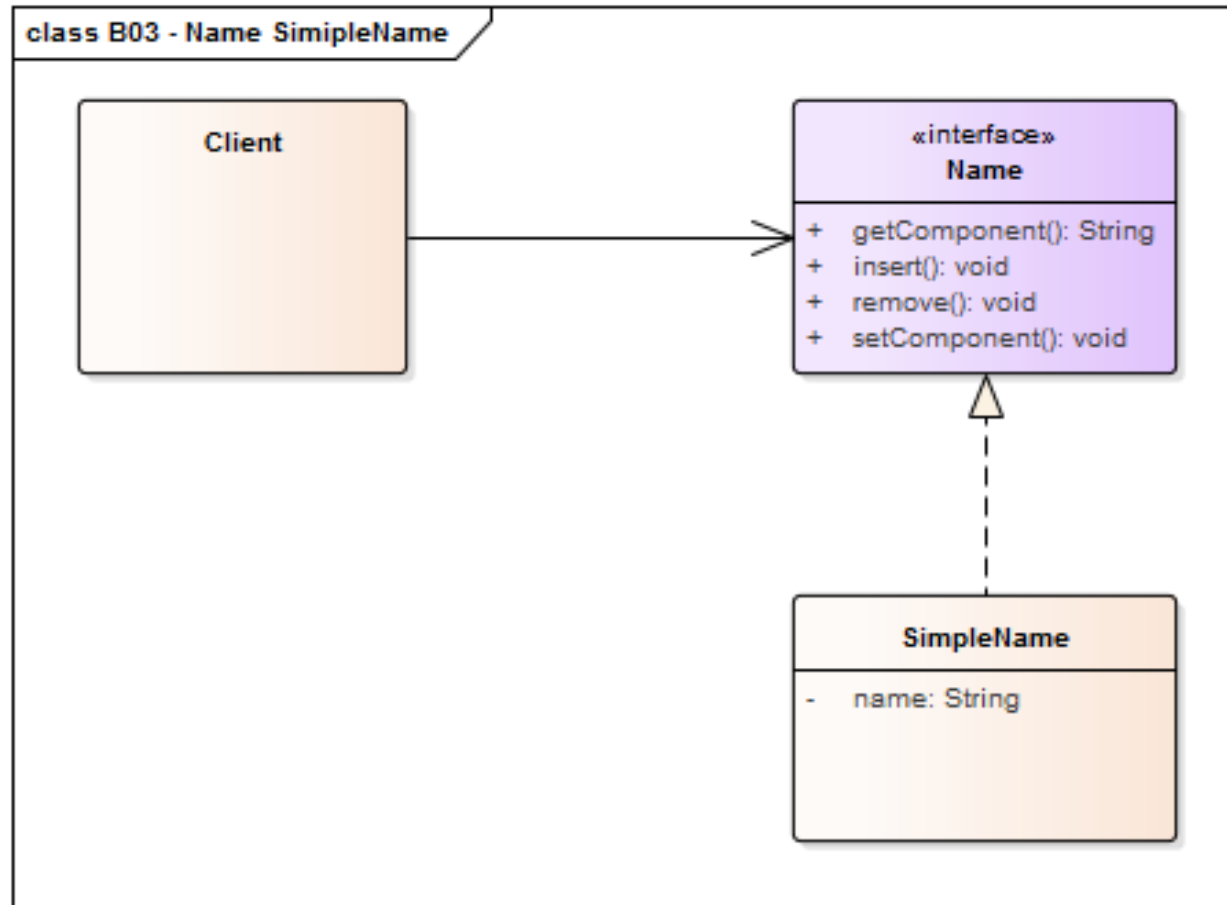 class B03 - Name SimipleName
Client
«interface»
Name
+ getComponent(): String
+ insert(): void
+ remove(): void
+ setComponent(): void
SimpleName
- name: String